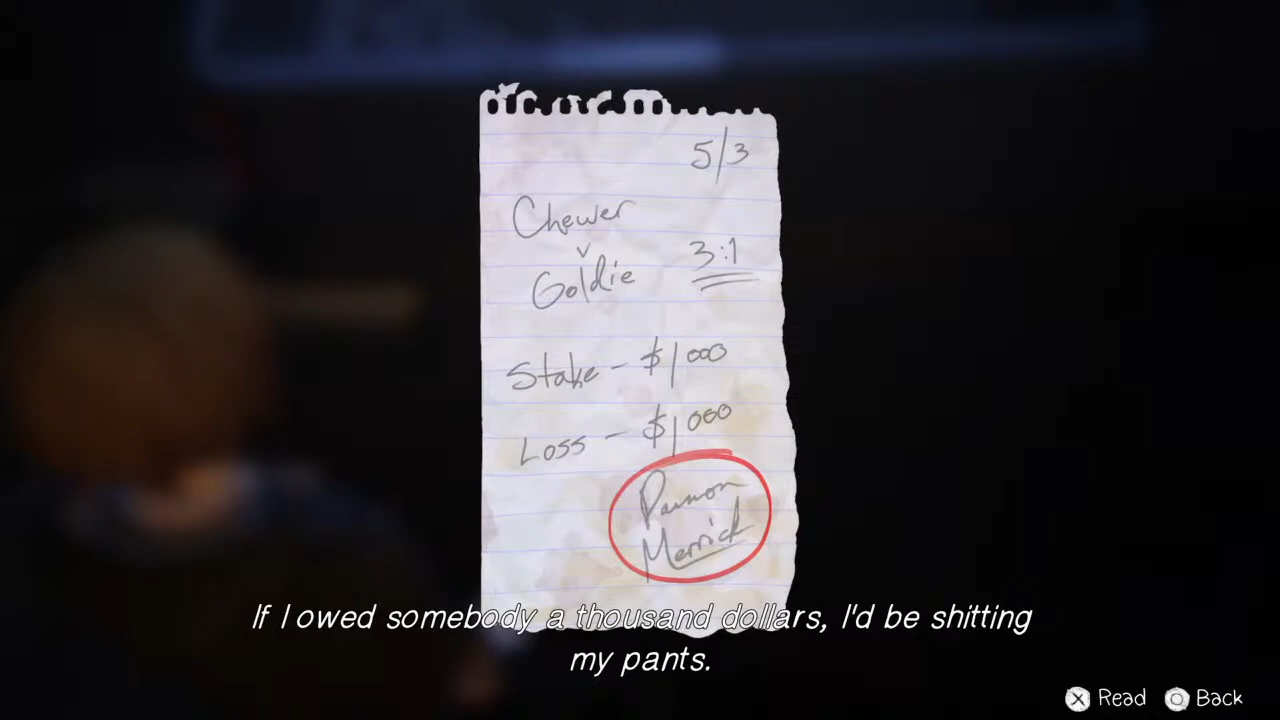 5/3
Chewer
v
Goldie 3:1
Stake - $1000
Loss - $1000
Damon
Merrick
If I owed somebody a thousand dollars, I'd be shitting
my pants.
Read Back